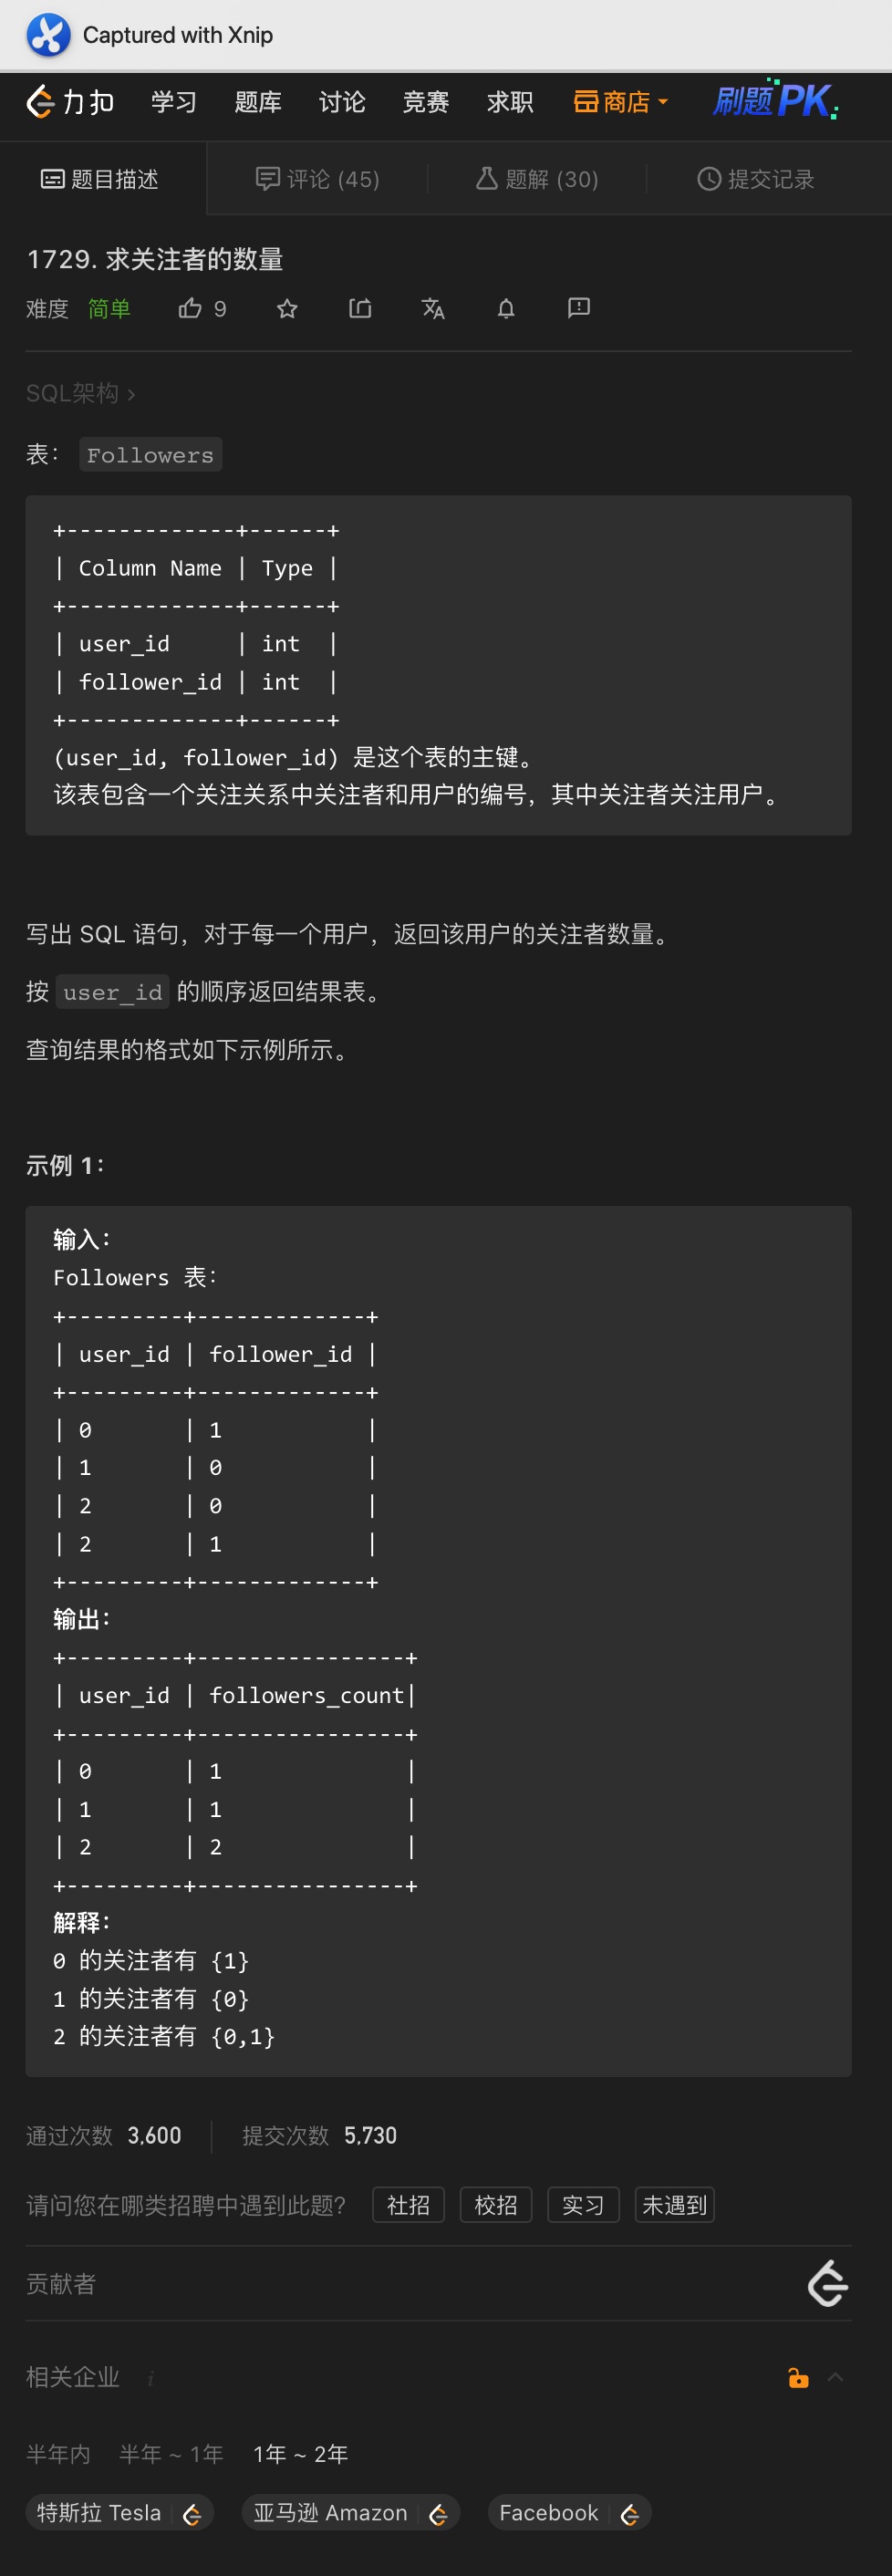 Captured with Xnip
力扣 学习 题库 讨论 竞赛 求职 商店 刷题PK
题目描述 评论 (45) 题解 (30) 提交记录
1729. 求关注者的数量
难度 简单 9
SQL架构 ›
表： Followers
+-------------+------+
| Column Name | Type |
+-------------+------+
| user_id     | int  |
| follower_id | int  |
+-------------+------+
(user_id, follower_id) 是这个表的主键。
该表包含一个关注关系中关注者和用户的编号，其中关注者关注用户。
写出 SQL 语句，对于每一个用户，返回该用户的关注者数量。
按 user_id 的顺序返回结果表。
查询结果的格式如下示例所示。
示例 1：
输入：
Followers 表：
+---------+-------------+
| user_id | follower_id |
+---------+-------------+
| 0       | 1           |
| 1       | 0           |
| 2       | 0           |
| 2       | 1           |
+---------+-------------+
输出：
+---------+----------------+
| user_id | followers_count|
+---------+----------------+
| 0       | 1              |
| 1       | 1              |
| 2       | 2              |
+---------+----------------+
解释：
0 的关注者有 {1}
1 的关注者有 {0}
2 的关注者有 {0,1}
通过次数 3,600 提交次数 5,730
请问您在哪类招聘中遇到此题？ 社招 校招 实习 未遇到
贡献者
相关企业 i
半年内 半年 ~ 1年 1年 ~ 2年
特斯拉 Tesla 亚马逊 Amazon Facebook